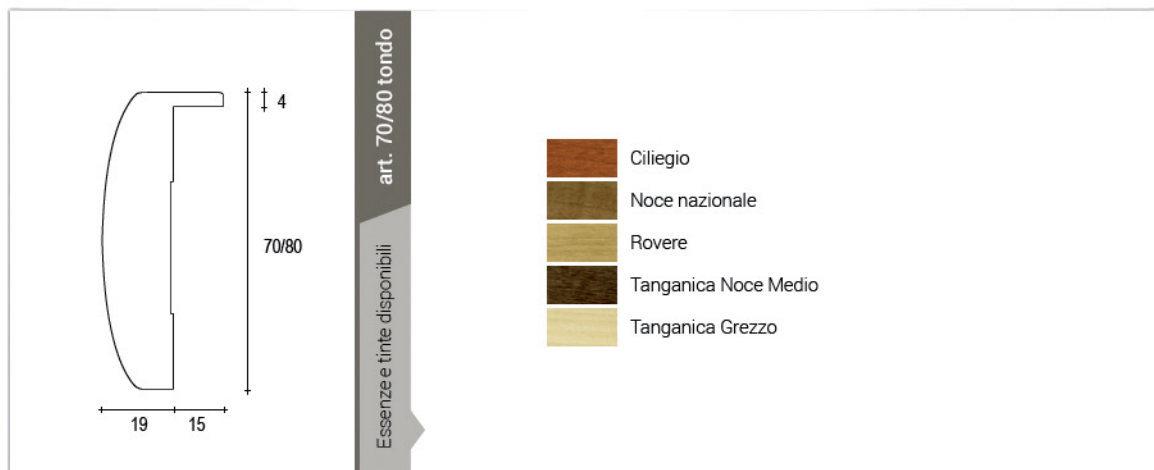 4
70/80
19
15
art. 70/80 tondo
Essenze e tinte disponibili
Ciliegio
Noce nazionale
Rovere
Tanganica Noce Medio
Tanganica Grezzo